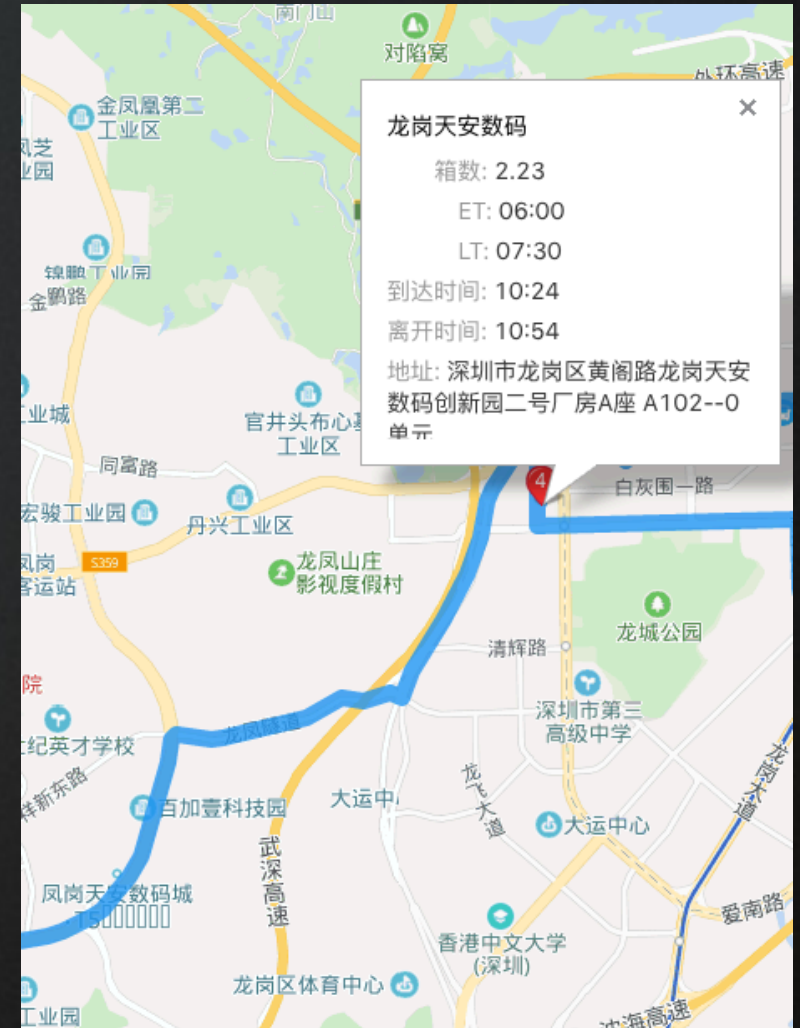 南门山
对陷窝
外环高速
金凤凰第二
工业区
凤芝
业园
龙岗天安数码
箱数: 2.23
ET: 06:00
LT: 07:30
到达时间: 10:24
离开时间: 10:54
地址: 深圳市龙岗区黄阁路龙岗天安
数码创新园二号厂房A座 A102--0
单元
锦鹏工业园
金鹏路
业城
官井头布心基
工业区
同富路
4
白灰围一路
宏骏工业园
丹兴工业区
S359
凤岗
客运站
龙凤山庄
影视度假村
龙城公园
清辉路
院
深圳市第三
高级中学
龙凤隧道
世纪英才学校
祥新东路
百加壹科技园
大运中
龙飞大道
龙岗大道
大运中心
武深高速
凤岗天安数码城
T5
爱南路
香港中文大学
(深圳)
龙岗区体育中心
沈海高速
工业园